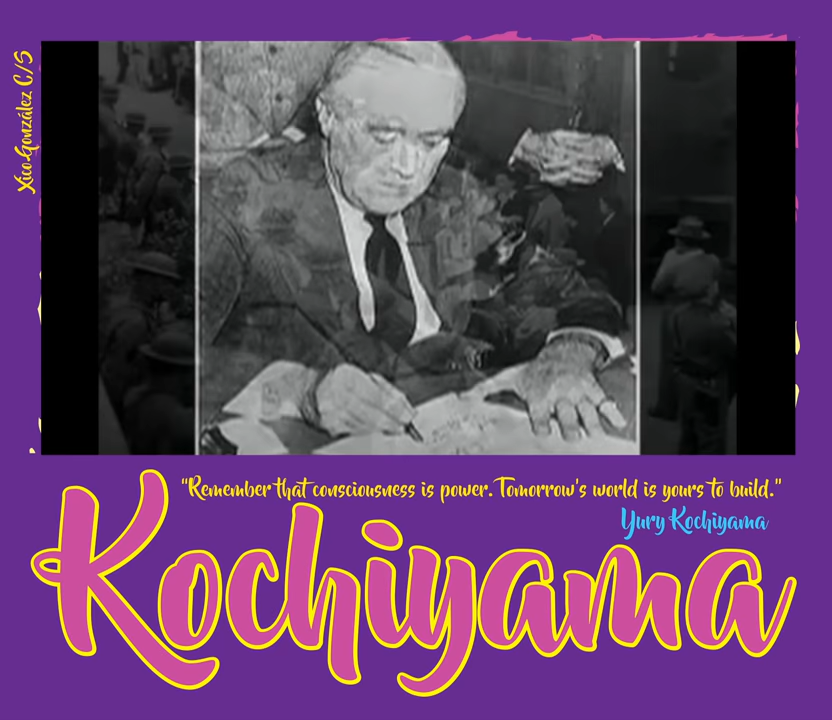 Xico González C/S
"Remember that consciousness is power. Tomorrow's world is yours to build."
Yury Kochiyama
Kochiyama